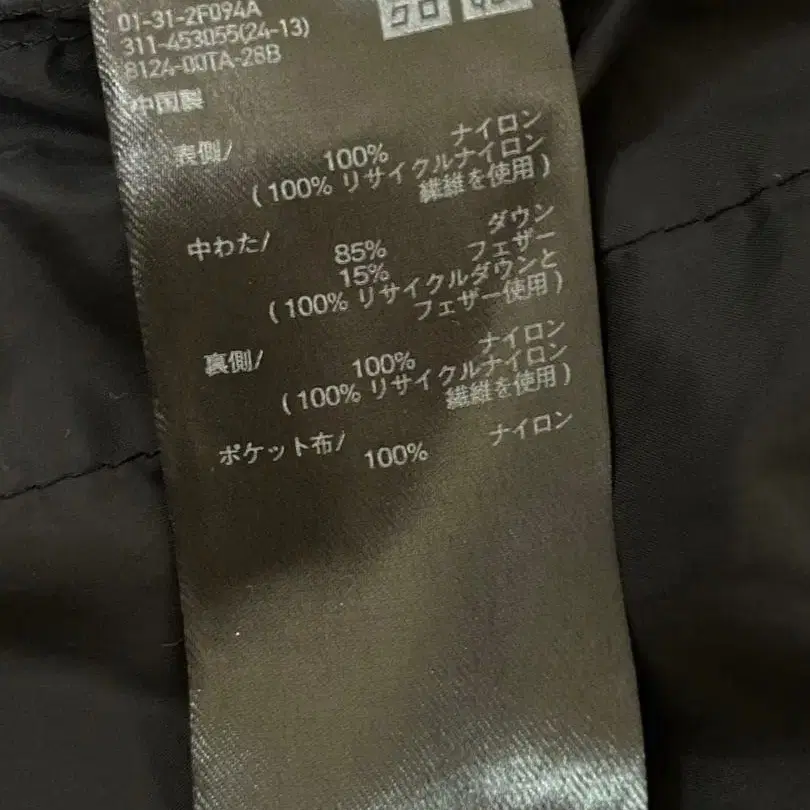 01-31-2F094A
311-453055(24-13)
8124-00TA-28B
中国製
表側/ 100% ナイロン
(100% リサイクルナイロン
繊維を使用)
中わた/ 85% ダウン
15% フェザー
(100% リサイクルダウンと
フェザー使用)
裏側/ 100% ナイロン
(100% リサイクルナイロン
繊維を使用)
ポケット布/ 100% ナイロン